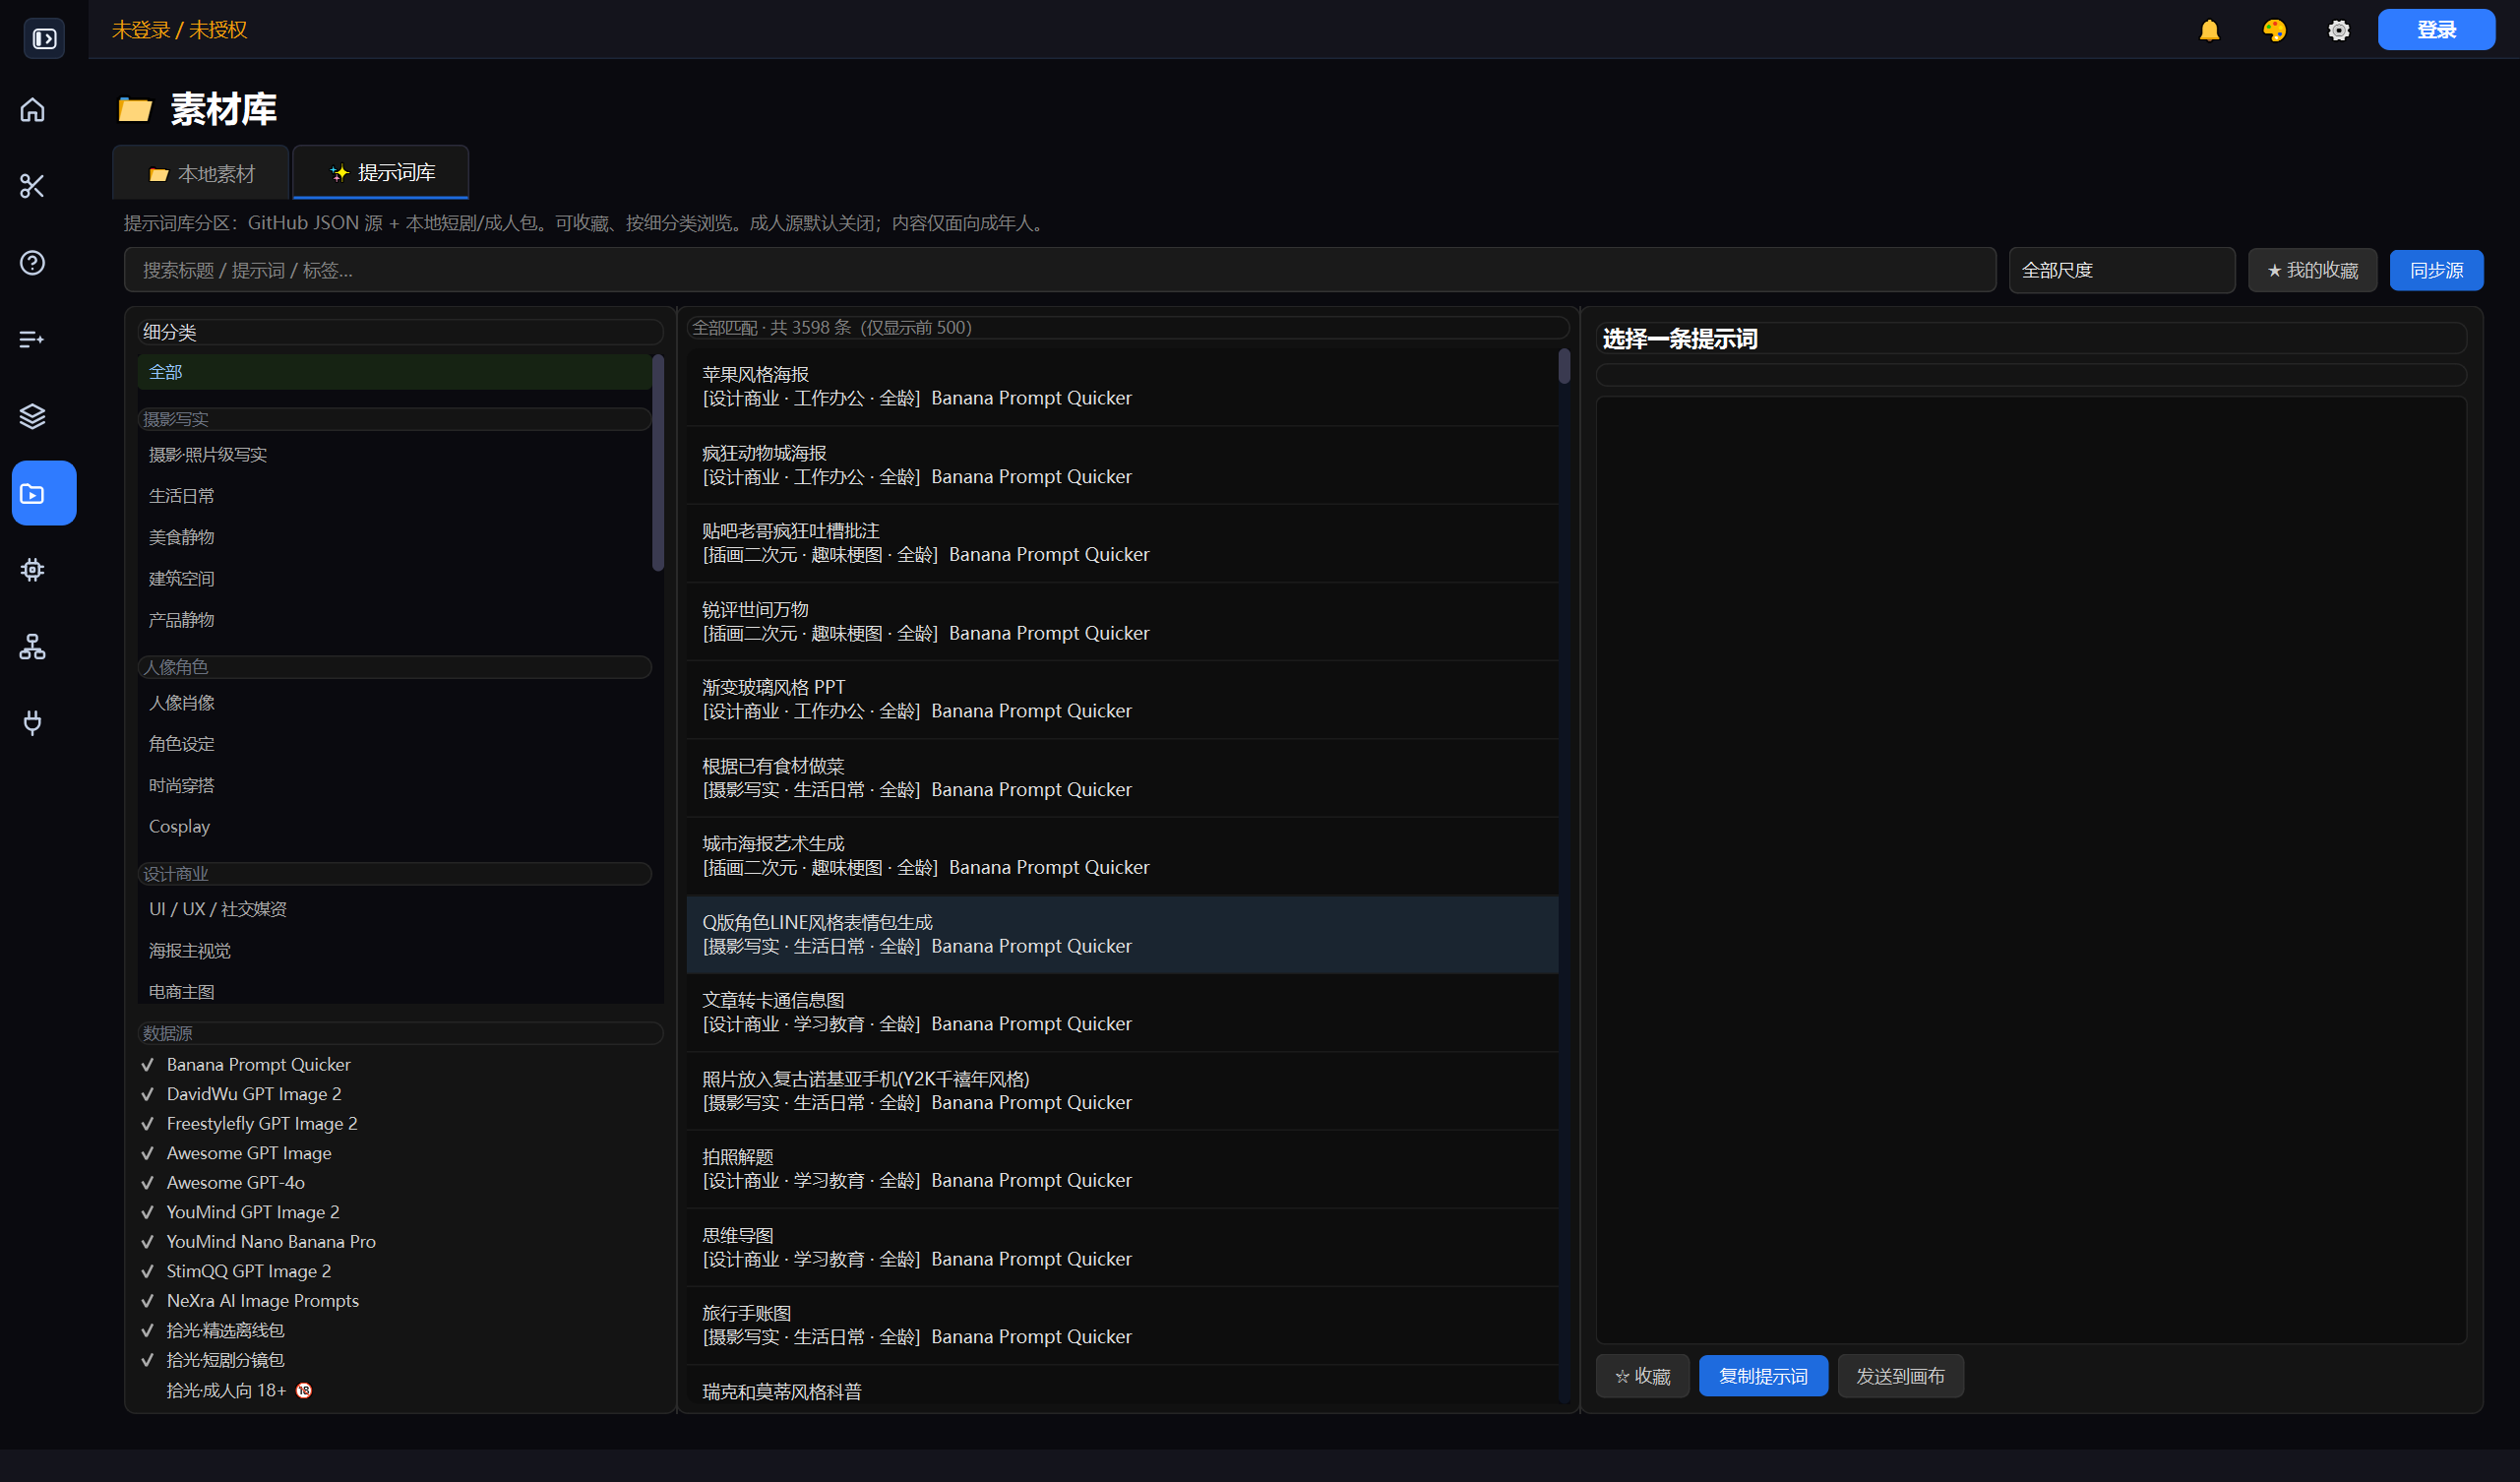 未登录 / 未授权
登录
素材库
本地素材
提示词库
提示词库分区：GitHub JSON 源 + 本地短剧/成人包。可收藏、按细分类浏览。成人源默认关闭；内容仅面向成年人。
搜索标题 / 提示词 / 标签...
全部尺度
★ 我的收藏
同步源
细分类
全部
摄影写实
摄影·照片级写实
生活日常
美食静物
建筑空间
产品静物
人像角色
人像肖像
角色设定
时尚穿搭
Cosplay
设计商业
UI / UX / 社交媒资
海报主视觉
电商主图
数据源
Banana Prompt Quicker
DavidWu GPT Image 2
Freestylefly GPT Image 2
Awesome GPT Image
Awesome GPT-4o
YouMind GPT Image 2
YouMind Nano Banana Pro
StimQQ GPT Image 2
NeXra AI Image Prompts
拾光·精选离线包
拾光·短剧分镜包
拾光·成人向 18+ 🔞
全部匹配 · 共 3598 条（仅显示前 500）
苹果风格海报
[设计商业 · 工作办公 · 全龄] Banana Prompt Quicker
疯狂动物城海报
[设计商业 · 工作办公 · 全龄] Banana Prompt Quicker
贴吧老哥疯狂吐槽批注
[插画二次元 · 趣味梗图 · 全龄] Banana Prompt Quicker
锐评世间万物
[插画二次元 · 趣味梗图 · 全龄] Banana Prompt Quicker
渐变玻璃风格 PPT
[设计商业 · 工作办公 · 全龄] Banana Prompt Quicker
根据已有食材做菜
[摄影写实 · 生活日常 · 全龄] Banana Prompt Quicker
城市海报艺术生成
[插画二次元 · 趣味梗图 · 全龄] Banana Prompt Quicker
Q版角色LINE风格表情包生成
[摄影写实 · 生活日常 · 全龄] Banana Prompt Quicker
文章转卡通信息图
[设计商业 · 学习教育 · 全龄] Banana Prompt Quicker
照片放入复古诺基亚手机(Y2K千禧年风格)
[摄影写实 · 生活日常 · 全龄] Banana Prompt Quicker
拍照解题
[设计商业 · 学习教育 · 全龄] Banana Prompt Quicker
思维导图
[设计商业 · 学习教育 · 全龄] Banana Prompt Quicker
旅行手账图
[摄影写实 · 生活日常 · 全龄] Banana Prompt Quicker
瑞克和莫蒂风格科普
选择一条提示词
☆ 收藏
复制提示词
发送到画布